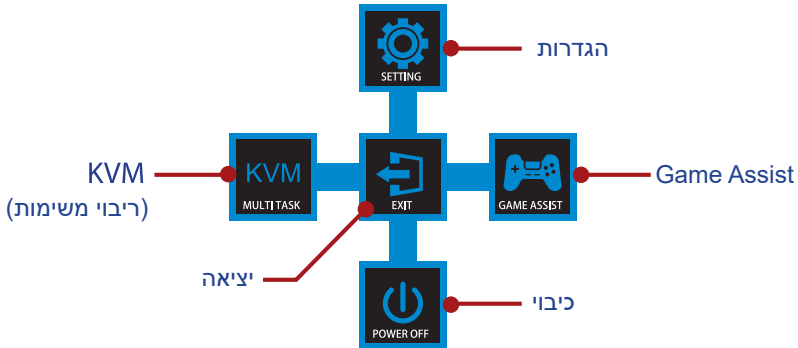 הגדרות
SETTING
KVM
(ריבוי משימות)
KVM
MULTI TASK
EXIT
GAME ASSIST
Game Assist
יציאה
כיבוי
POWER OFF